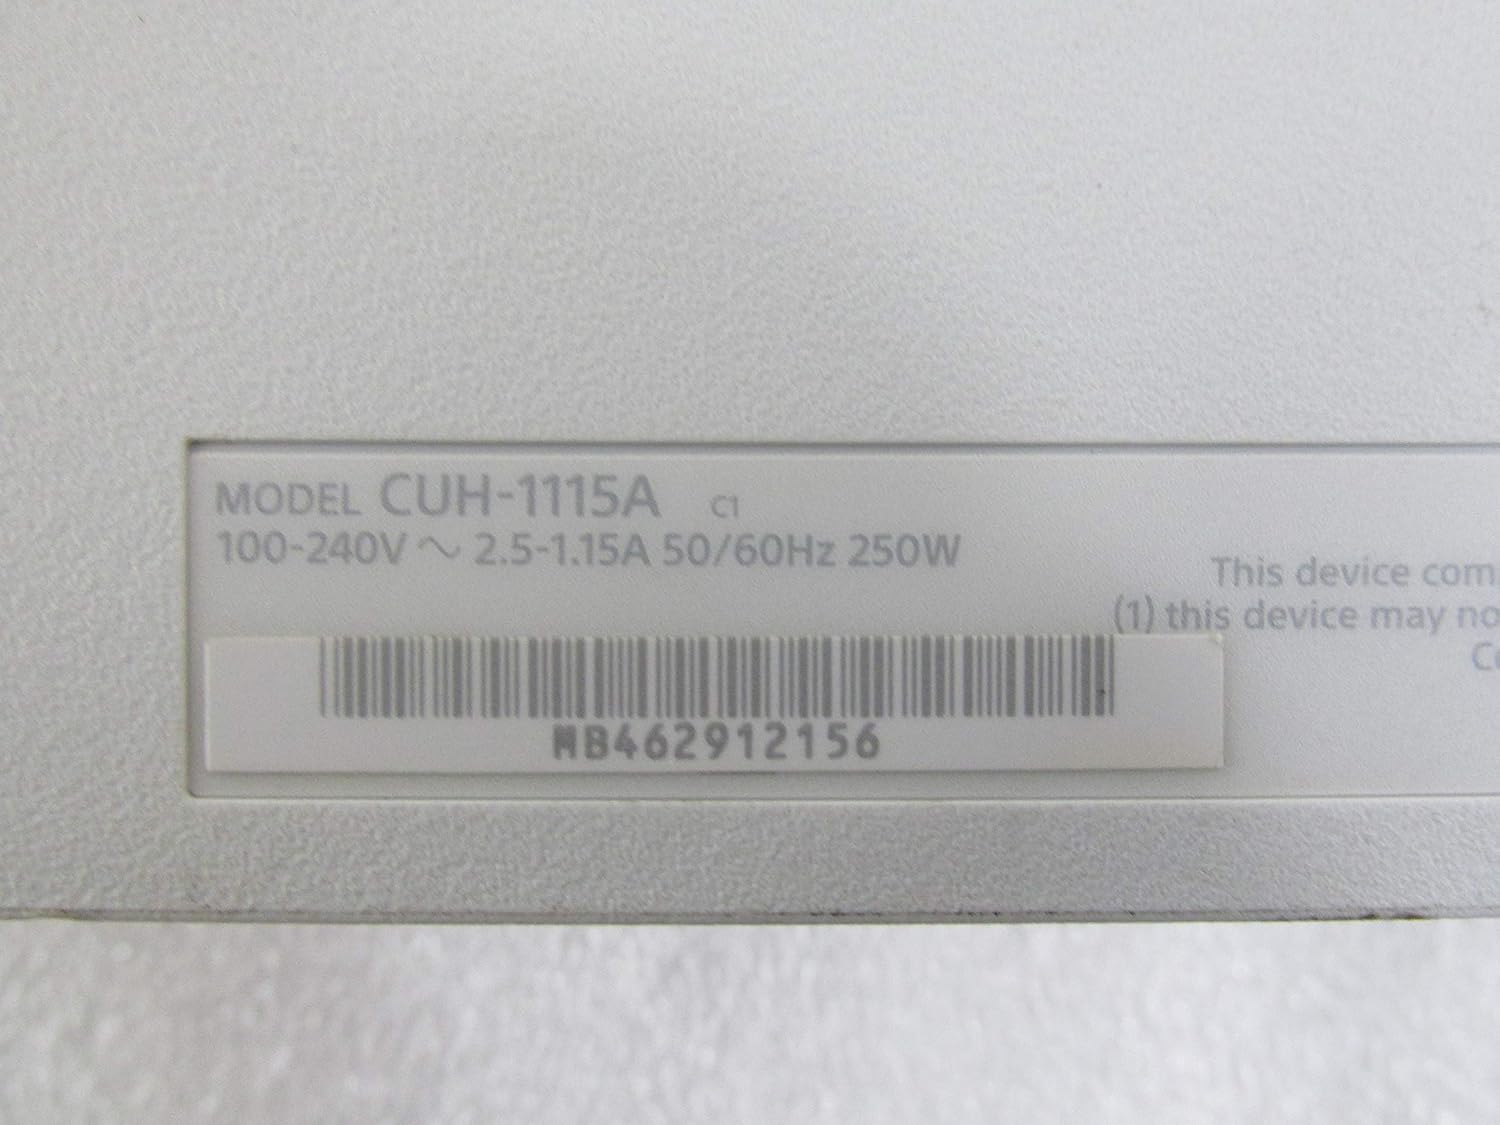 MODEL CUH-1115A C1
100-240V ~ 2.5-1.15A 50/60Hz 250W
This device com
(1) this device may no
MB462912156